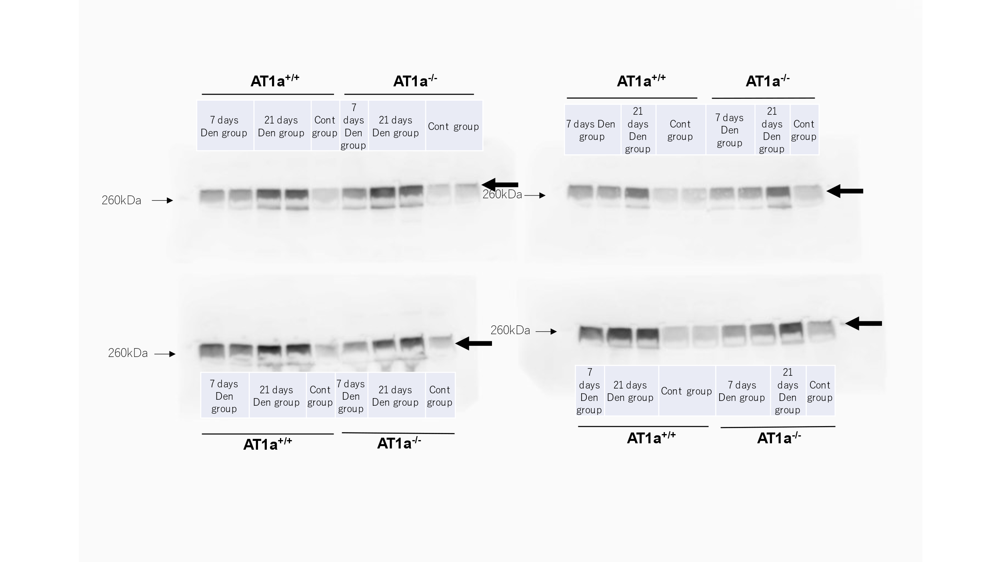 AT1a+/+
AT1a-/-
7 days
Den group
21 days
Den group
Cont
group
7
days
Den
group
21 days
Den group
Cont group
260kDa
AT1a+/+
AT1a-/-
7 days Den
group
21
days
Den
group
Cont
group
7 days
Den
group
21
days
Den
group
Cont
group
260kDa
260kDa
7 days
Den
group
21 days
Den group
Cont
group
7 days
Den
group
21 days
Den group
Cont
group
AT1a+/+
AT1a-/-
260kDa
7
days
Den
group
21 days
Den group
Cont group
7 days
Den group
21
days
Den
group
Cont
group
AT1a+/+
AT1a-/-